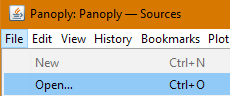 Panoply: Panoply — Sources
File Edit View History Bookmarks Plot
New Ctrl+N
Open... Ctrl+O